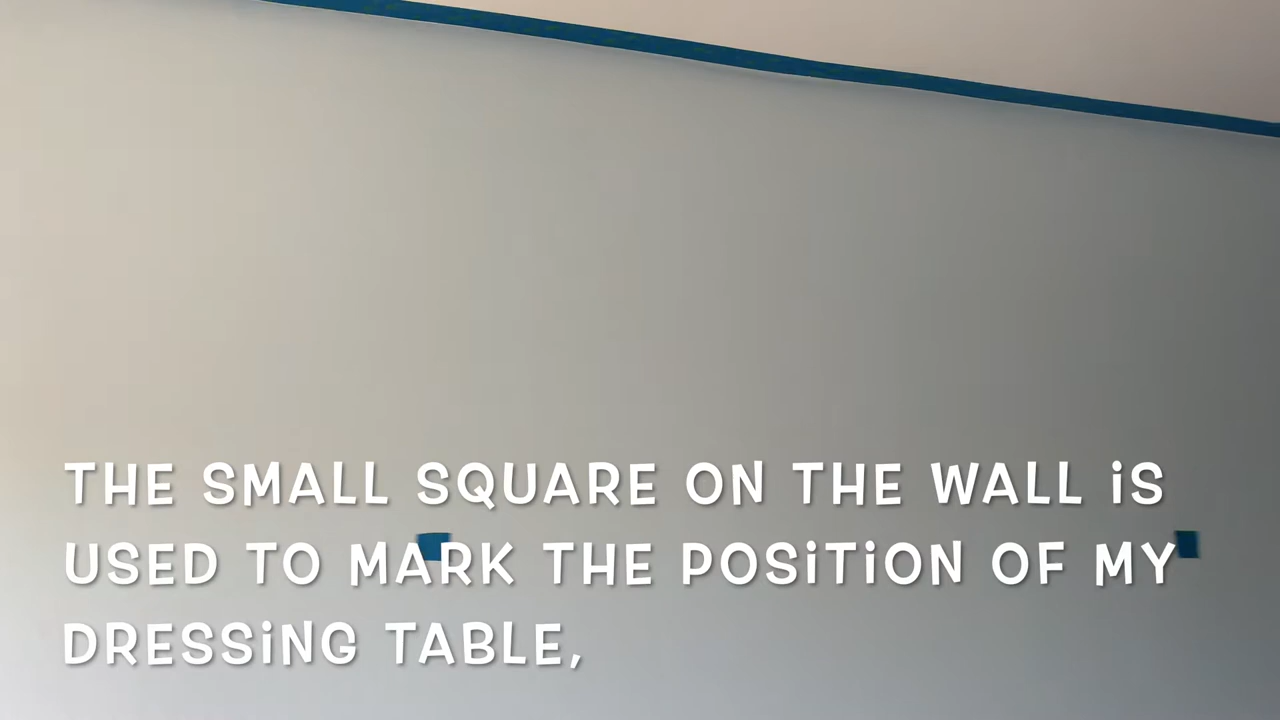 THE SMALL SQUARE ON THE WALL iS
USED TO MARK THE POSiTiON OF MY
DRESSiNG TABLE,